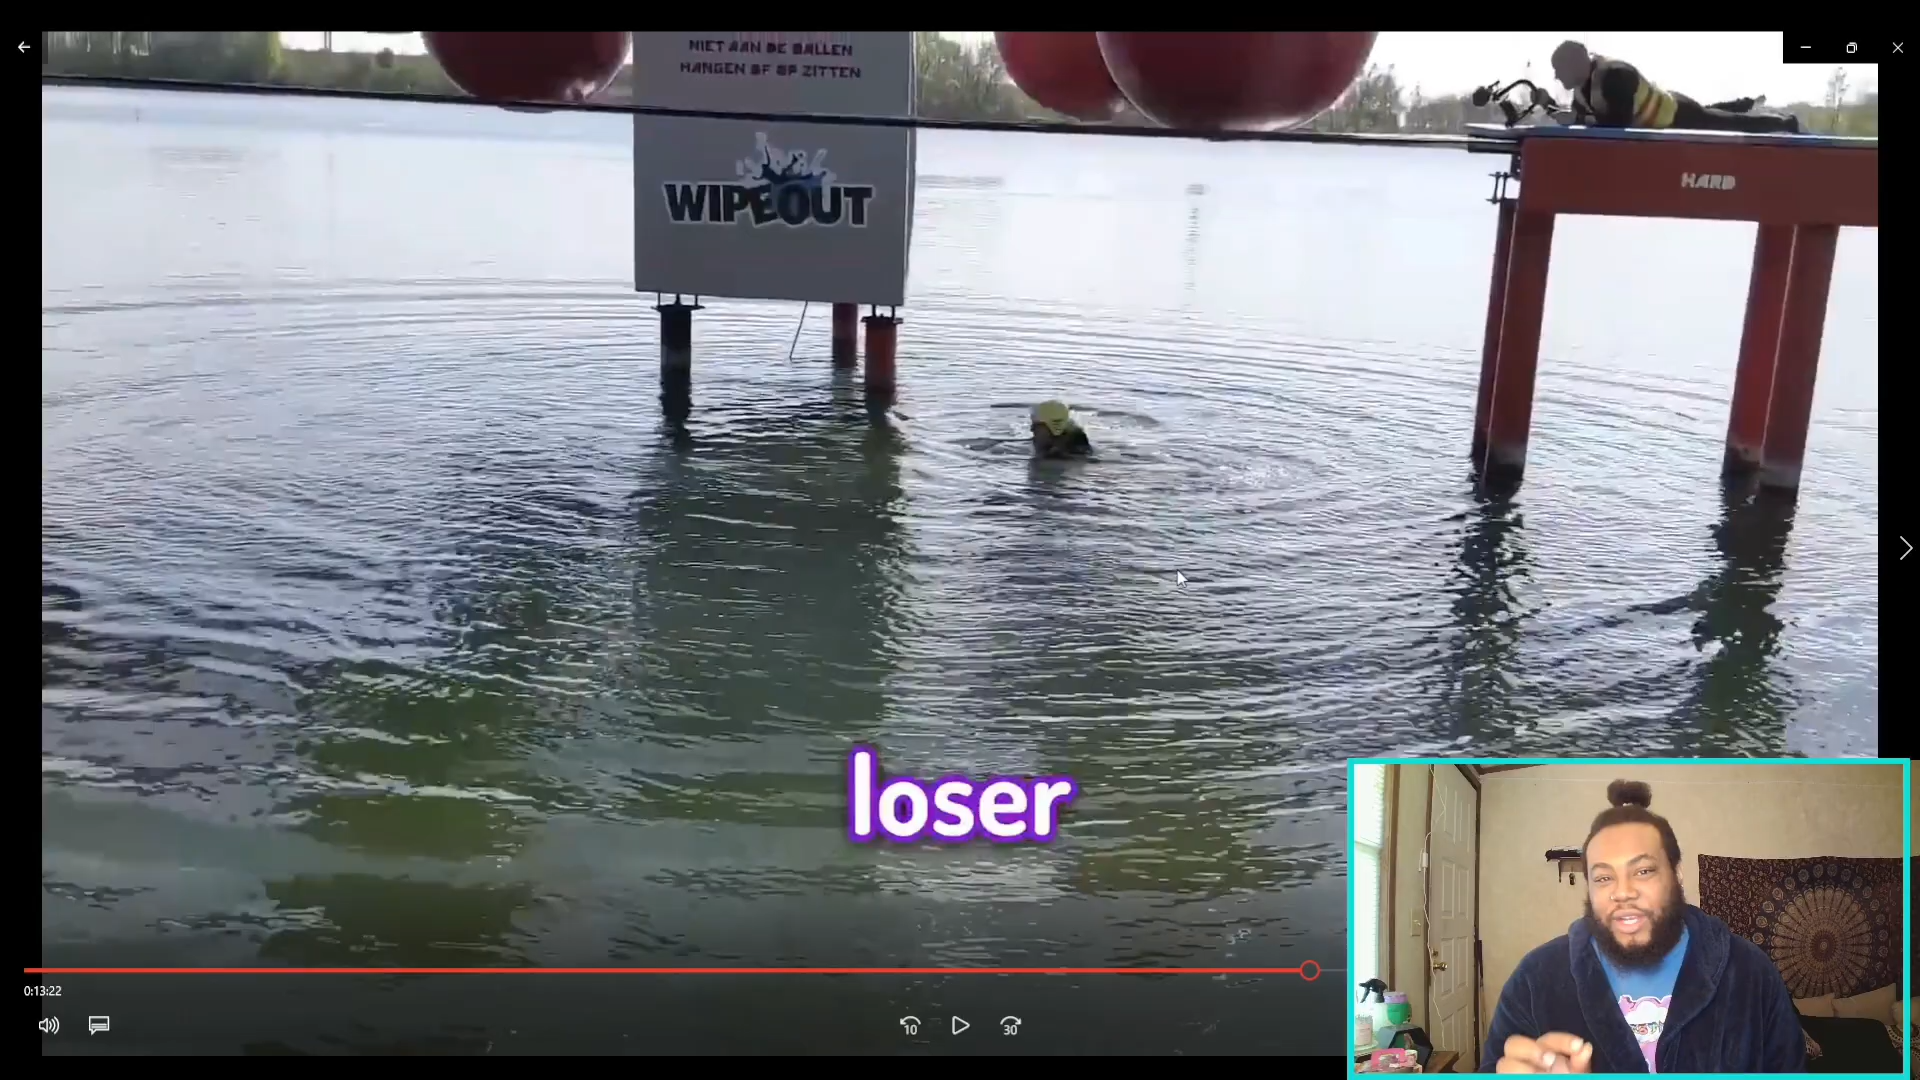 NIET AAN DE BALLEN
HANGEN OF OP ZITTEN
WIPEOUT
HARD
loser
0:13:22
10
30